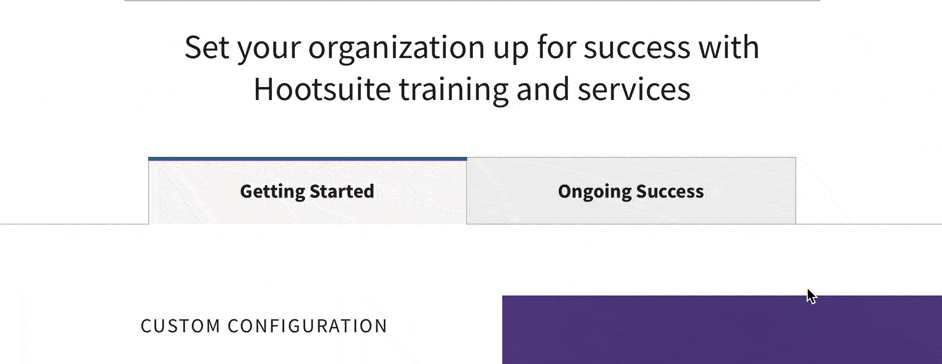 Set your organization up for success with
Hootsuite training and services
Getting Started
Ongoing Success
CUSTOM CONFIGURATION